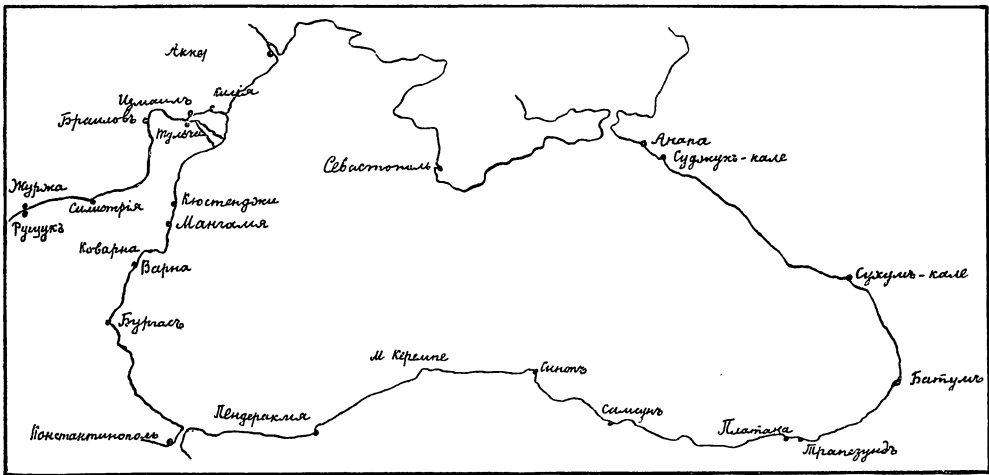 Аккер
Измаилъ
Килія
Браиловъ
Тульча
Анапа
Суджукъ-кале
Севастополь
Журжа
Силистрія
Рущукъ
Кюстенджи
Мангалия
Коварна
Варна
Сухумъ-кале
Бургасъ
М Керемпе
Синопъ
Батумъ
Пендераклия
Самсунъ
Константинополь
Платана
Трапезундъ